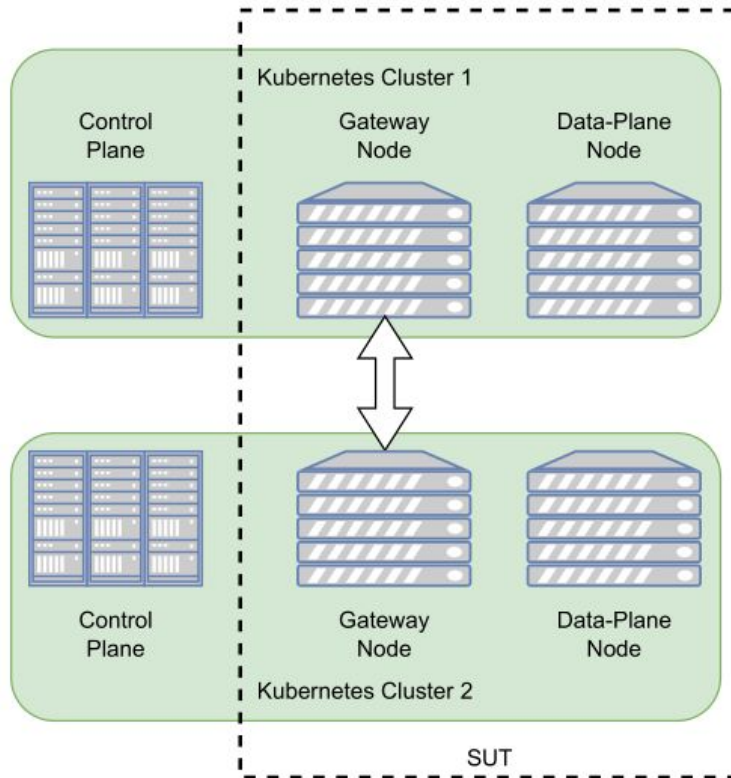 Kubernetes Cluster 1
Control
Plane
Gateway
Node
Data-Plane
Node
Control
Plane
Gateway
Node
Data-Plane
Node
Kubernetes Cluster 2
SUT